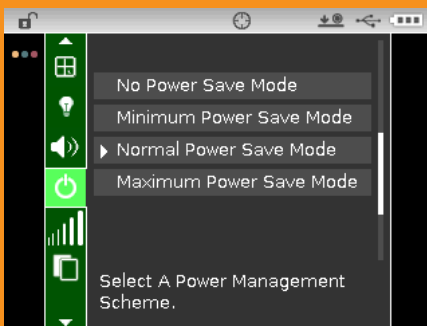 No Power Save Mode
Minimum Power Save Mode
Normal Power Save Mode
Maximum Power Save Mode
Select A Power Management
Scheme.